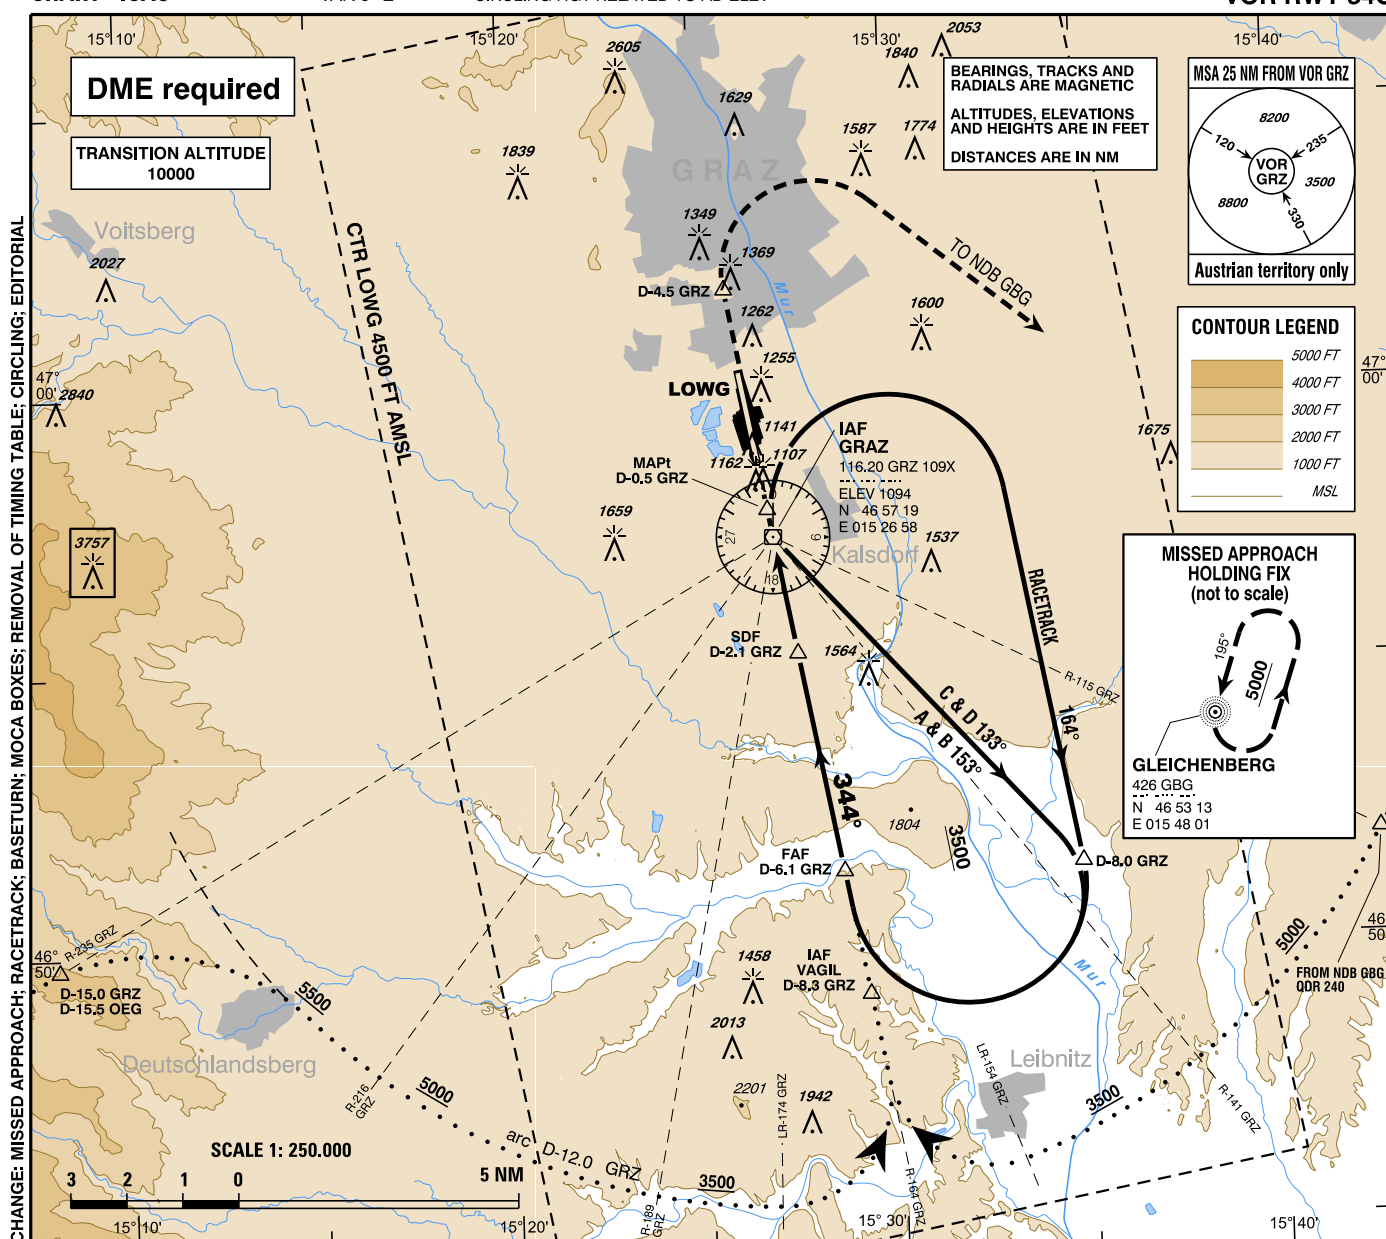 15°10'
15°20'
15°30'
15°40'
2053
2605
1840
DME required
TRANSITION ALTITUDE
10000
BEARINGS, TRACKS AND
RADIALS ARE MAGNETIC
ALTITUDES, ELEVATIONS
AND HEIGHTS ARE IN FEET
DISTANCES ARE IN NM
MSA 25 NM FROM VOR GRZ
8200
120
235
VOR
GRZ
3500
8800
330
Austrian territory only
1629
1587
1774
1839
GRAZ
1349
1369
Voitsberg
2027
CTR LOWG 4500 FT AMSL
TO NDB GBG
D-4.5 GRZ
Mur
1262
1600
CONTOUR LEGEND
5000 FT
4000 FT
3000 FT
2000 FT
1000 FT
MSL
47°
00'
2840
47°
00'
1255
LOWG
1141
1162
1107
MAPt
D-0.5 GRZ
IAF
GRAZ
116.20 GRZ 109X
ELEV 1094
N 46 57 19
E 015 26 58
1675
1659
27
9
18
Kalsdorf
1537
3757
RACETRACK
MISSED APPROACH
HOLDING FIX
(not to scale)
195°
5000
GLEICHENBERG
426 GBG
N 46 53 13
E 015 48 01
SDF
D-2.1 GRZ
1564
R-115 GRZ
C & D 133°
A & B 153°
164°
344°
1804
3500
FAF
D-6.1 GRZ
D-8.0 GRZ
46°
50'
R-235 GRZ
D-15.0 GRZ
D-15.5 OEG
5500
Deutschlandsberg
1458
IAF
VAGIL
D-8.3 GRZ
Mur
5000
46°
50'
FROM NDB GBG
QDR 240
2013
2201
1942
LR-174 GRZ
LR-154 GRZ
Leibnitz
3500
R-141 GRZ
R-216
GRZ
5000
arc D-12.0 GRZ
3500
R-189
GRZ
R-164 GRZ
SCALE 1: 250.000
3
2
1
0
5 NM
15°10'
15°20'
15°30'
15°40'
CHANGE: MISSED APPROACH; RACETRACK; BASETURN; MOCA BOXES; REMOVAL OF TIMING TABLE; CIRCLING; EDITORIAL